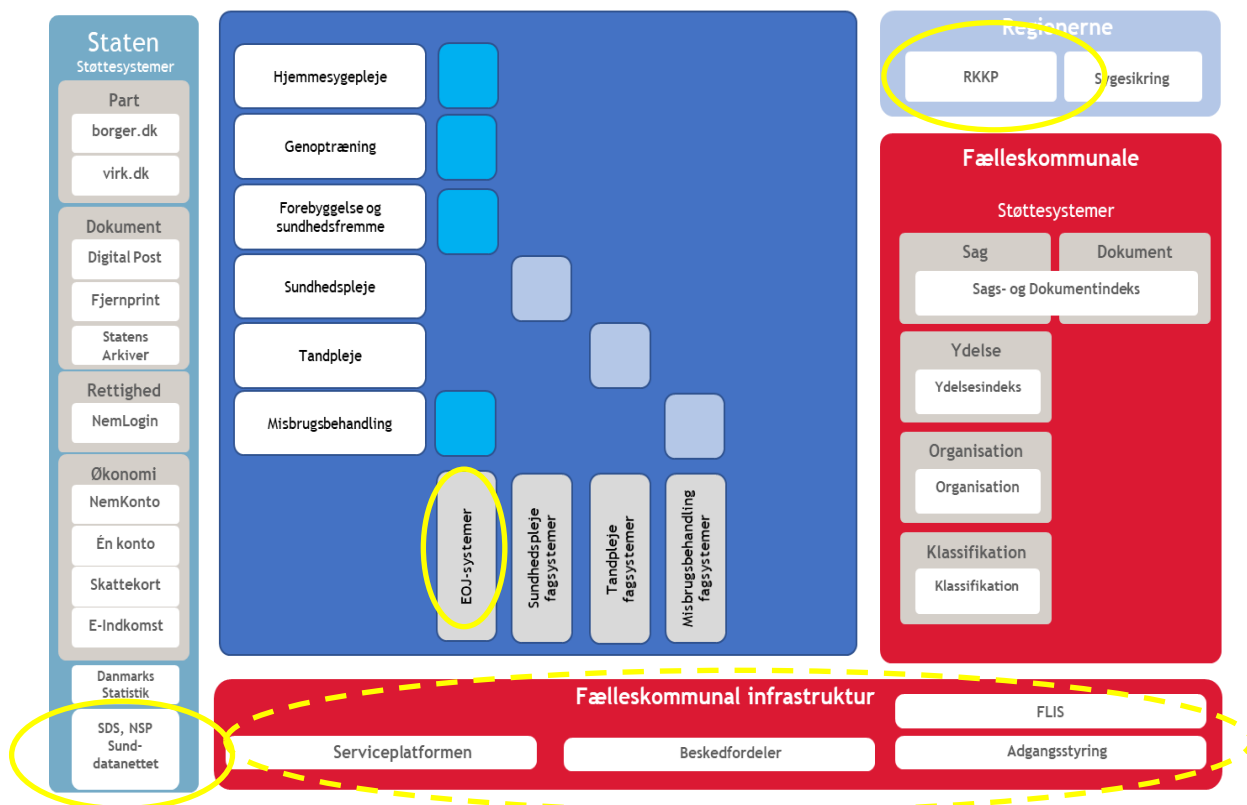 Staten
Støttesystemer
Part
borger.dk
virk.dk
Dokument
Digital Post
Fjernprint
Statens
Arkiver
Rettighed
NemLogin
Økonomi
NemKonto
Én konto
Skattekort
E-Indkomst
Danmarks
Statistik
SDS, NSP
Sund-
datanettet
Hjemmesygepleje
Genoptræning
Forebyggelse og
sundhedsfremme
Sundhedspleje
Tandpleje
Misbrugsbehandling
EOJ-systemer
Sundhedspleje
fagsystemer
Tandpleje
fagsystemer
Misbrugsbehandling
fagsystemer
Regionerne
RKKP
Sygesikring
Fælleskommunale
Støttesystemer
Sag
Dokument
Sags- og Dokumentindeks
Ydelse
Ydelsesindeks
Organisation
Organisation
Klassifikation
Klassifikation
Fælleskommunal infrastruktur
FLIS
Serviceplatformen
Beskedfordeler
Adgangsstyring